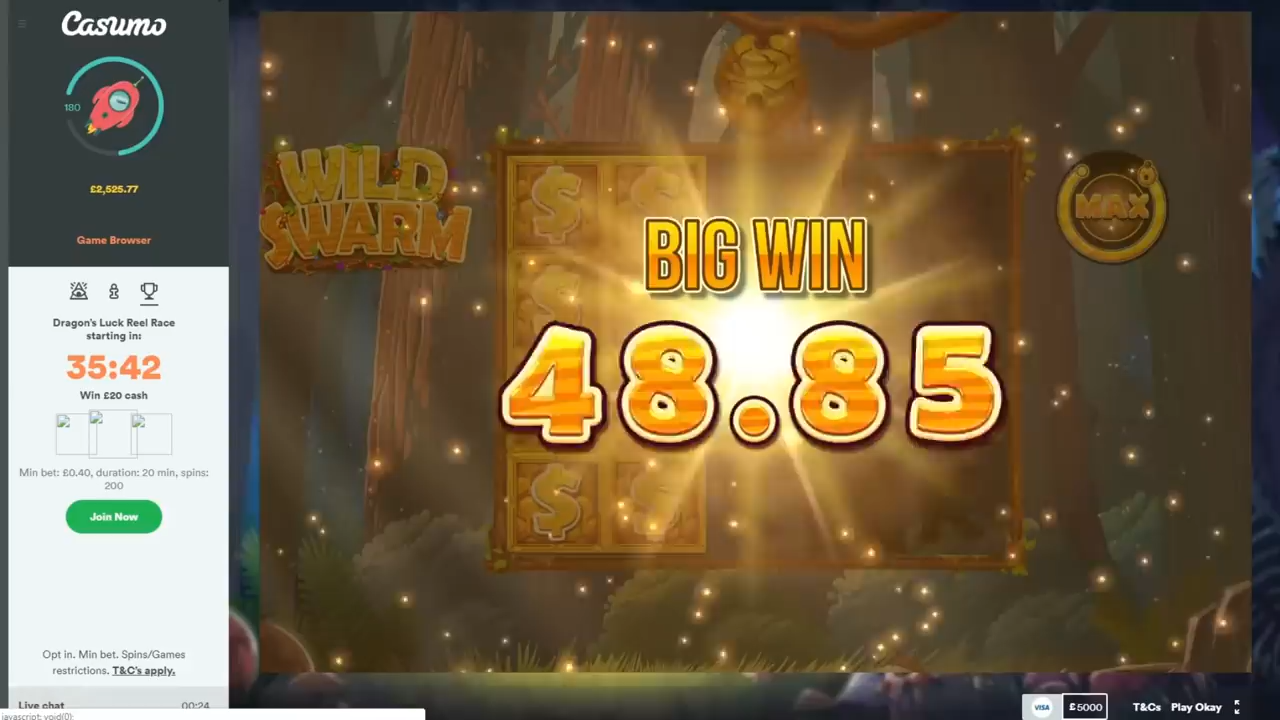 Casumo
180
£2,525.77
Game Browser
Dragon's Luck Reel Race
starting in:
35:42
Win £20 cash
Min bet: £0.40, duration: 20 min, spins:
200
Join Now
Opt in. Min bet. Spins/Games
restrictions. T&C's apply.
Live chat 00:24
javascript: void(0);
WILD
SWARM
$ $
$
$ $
MAX
BIG WIN
48.85
VISA £5000 T&Cs Play Okay